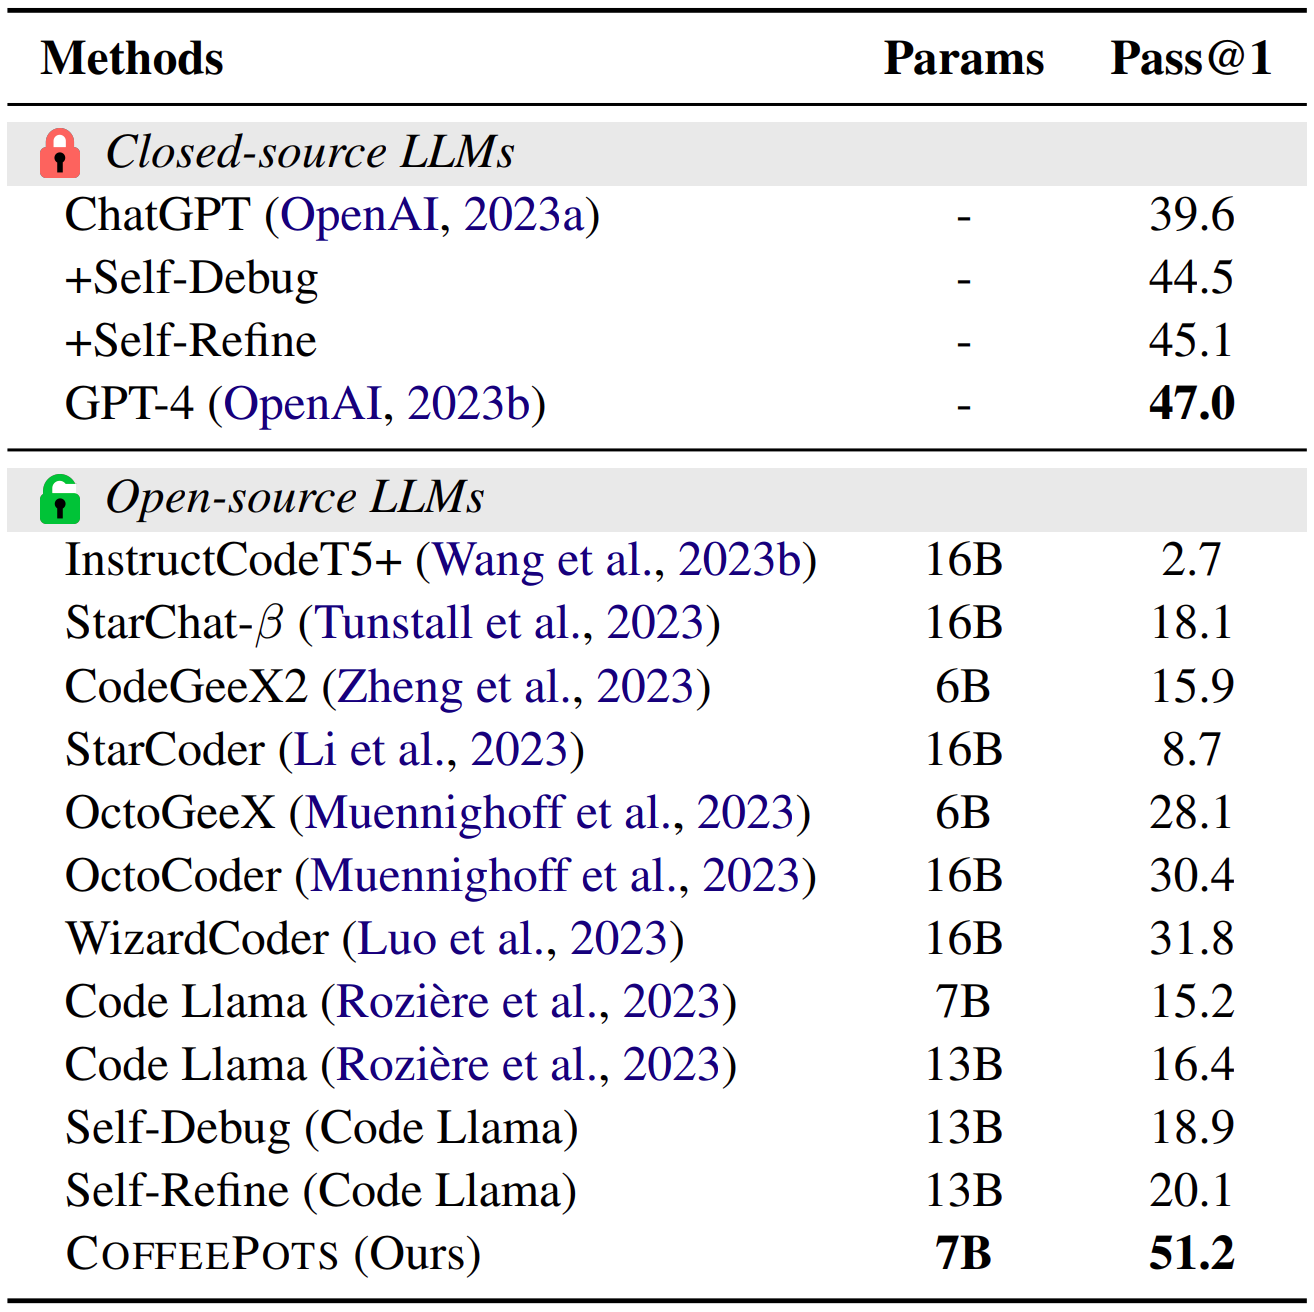 Methods Params Pass@1
Closed-source LLMs
ChatGPT (OpenAI, 2023a) - 39.6
+Self-Debug - 44.5
+Self-Refine - 45.1
GPT-4 (OpenAI, 2023b) - 47.0
Open-source LLMs
InstructCodeT5+ (Wang et al., 2023b) 16B 2.7
StarChat-β (Tunstall et al., 2023) 16B 18.1
CodeGeeX2 (Zheng et al., 2023) 6B 15.9
StarCoder (Li et al., 2023) 16B 8.7
OctoGeeX (Muennighoff et al., 2023) 6B 28.1
OctoCoder (Muennighoff et al., 2023) 16B 30.4
WizardCoder (Luo et al., 2023) 16B 31.8
Code Llama (Rozière et al., 2023) 7B 15.2
Code Llama (Rozière et al., 2023) 13B 16.4
Self-Debug (Code Llama) 13B 18.9
Self-Refine (Code Llama) 13B 20.1
COFFEEPOTS (Ours) 7B 51.2